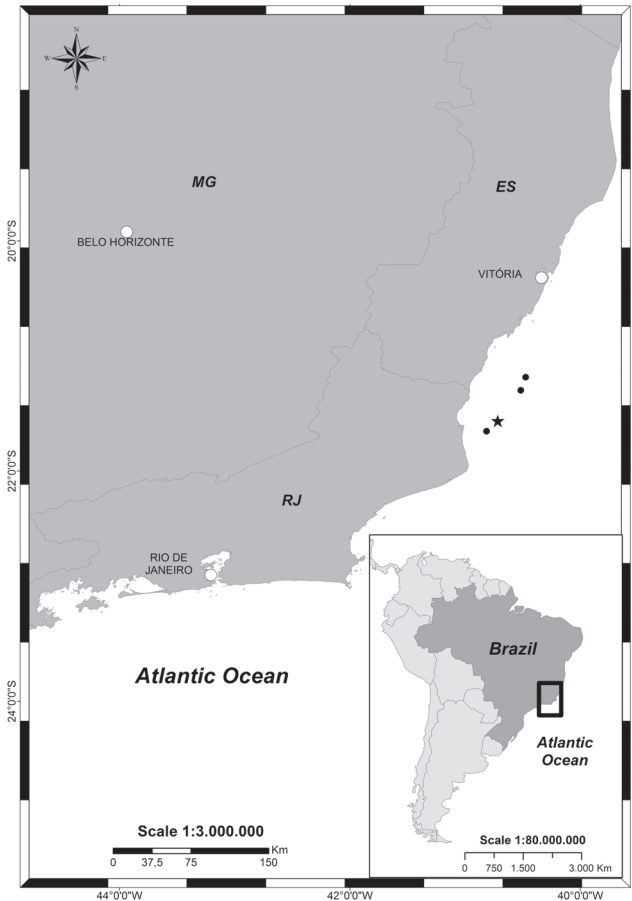 N
W
E
S
MG
ES
BELO HORIZONTE
VITÓRIA
20°0'0"S
22°0'0"S
RJ
RIO DE
JANEIRO
Atlantic Ocean
24°0'0"S
Brazil
Atlantic
Ocean
Scale 1:3.000.000
Km
0 37,5 75 150
Scale 1:80.000.000
0 750 1.500 3.000 Km
44°0'0"W 42°0'0"W 40°0'0"W